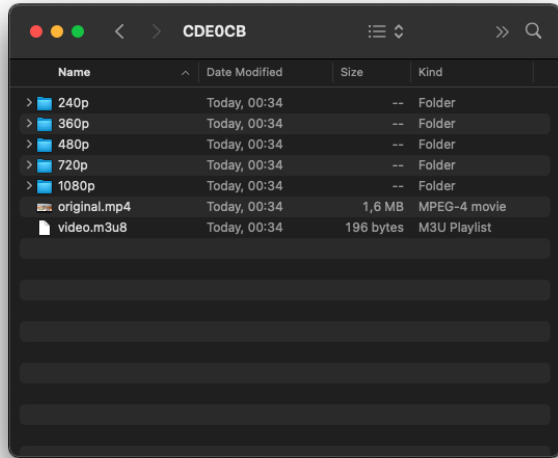 CDE0CB
Name Date Modified Size Kind
240p Today, 00:34 -- Folder
360p Today, 00:34 -- Folder
480p Today, 00:34 -- Folder
720p Today, 00:34 -- Folder
1080p Today, 00:34 -- Folder
original.mp4 Today, 00:34 1,6 MB MPEG-4 movie
video.m3u8 Today, 00:34 196 bytes M3U Playlist